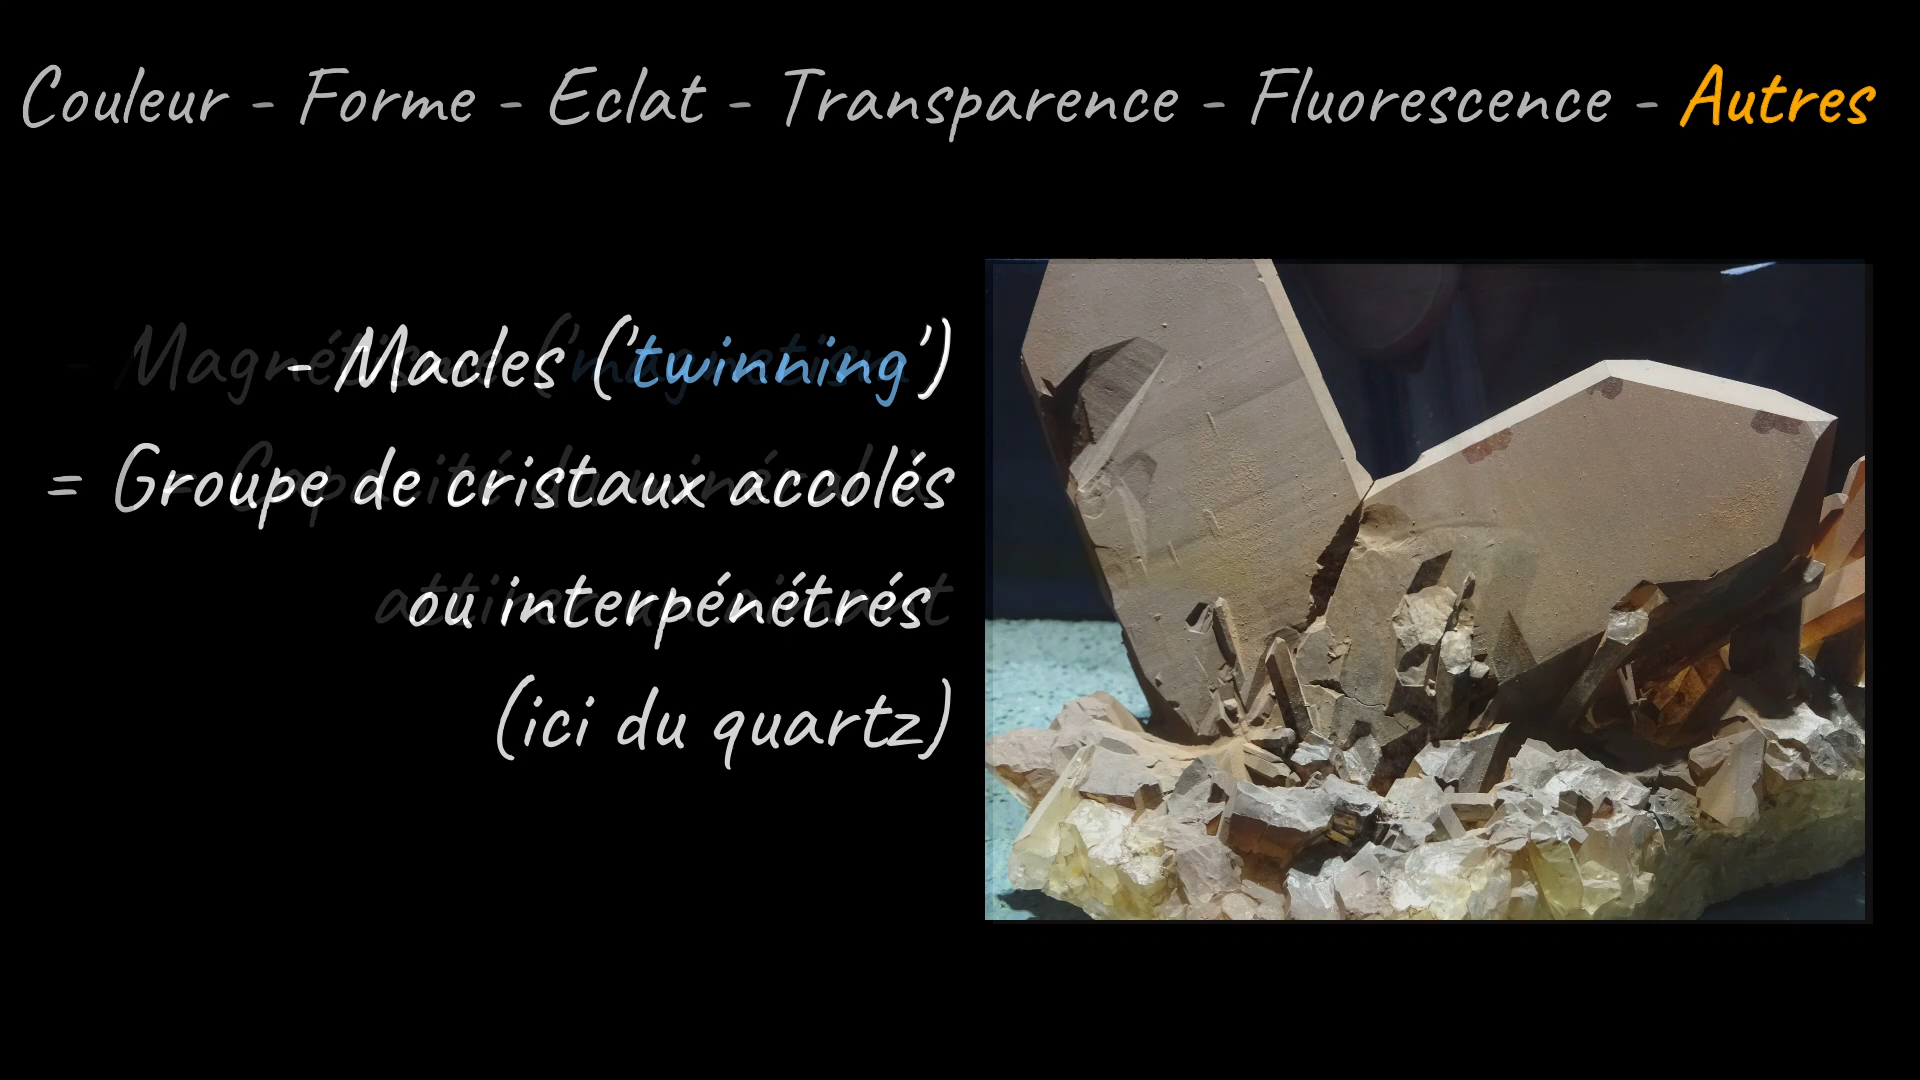 Couleur - Forme - Eclat - Transparence - Fluorescence - Autres
- Macles ('twinning')
= Groupe de cristaux accolés
ou interpénétrés
(ici du quartz)